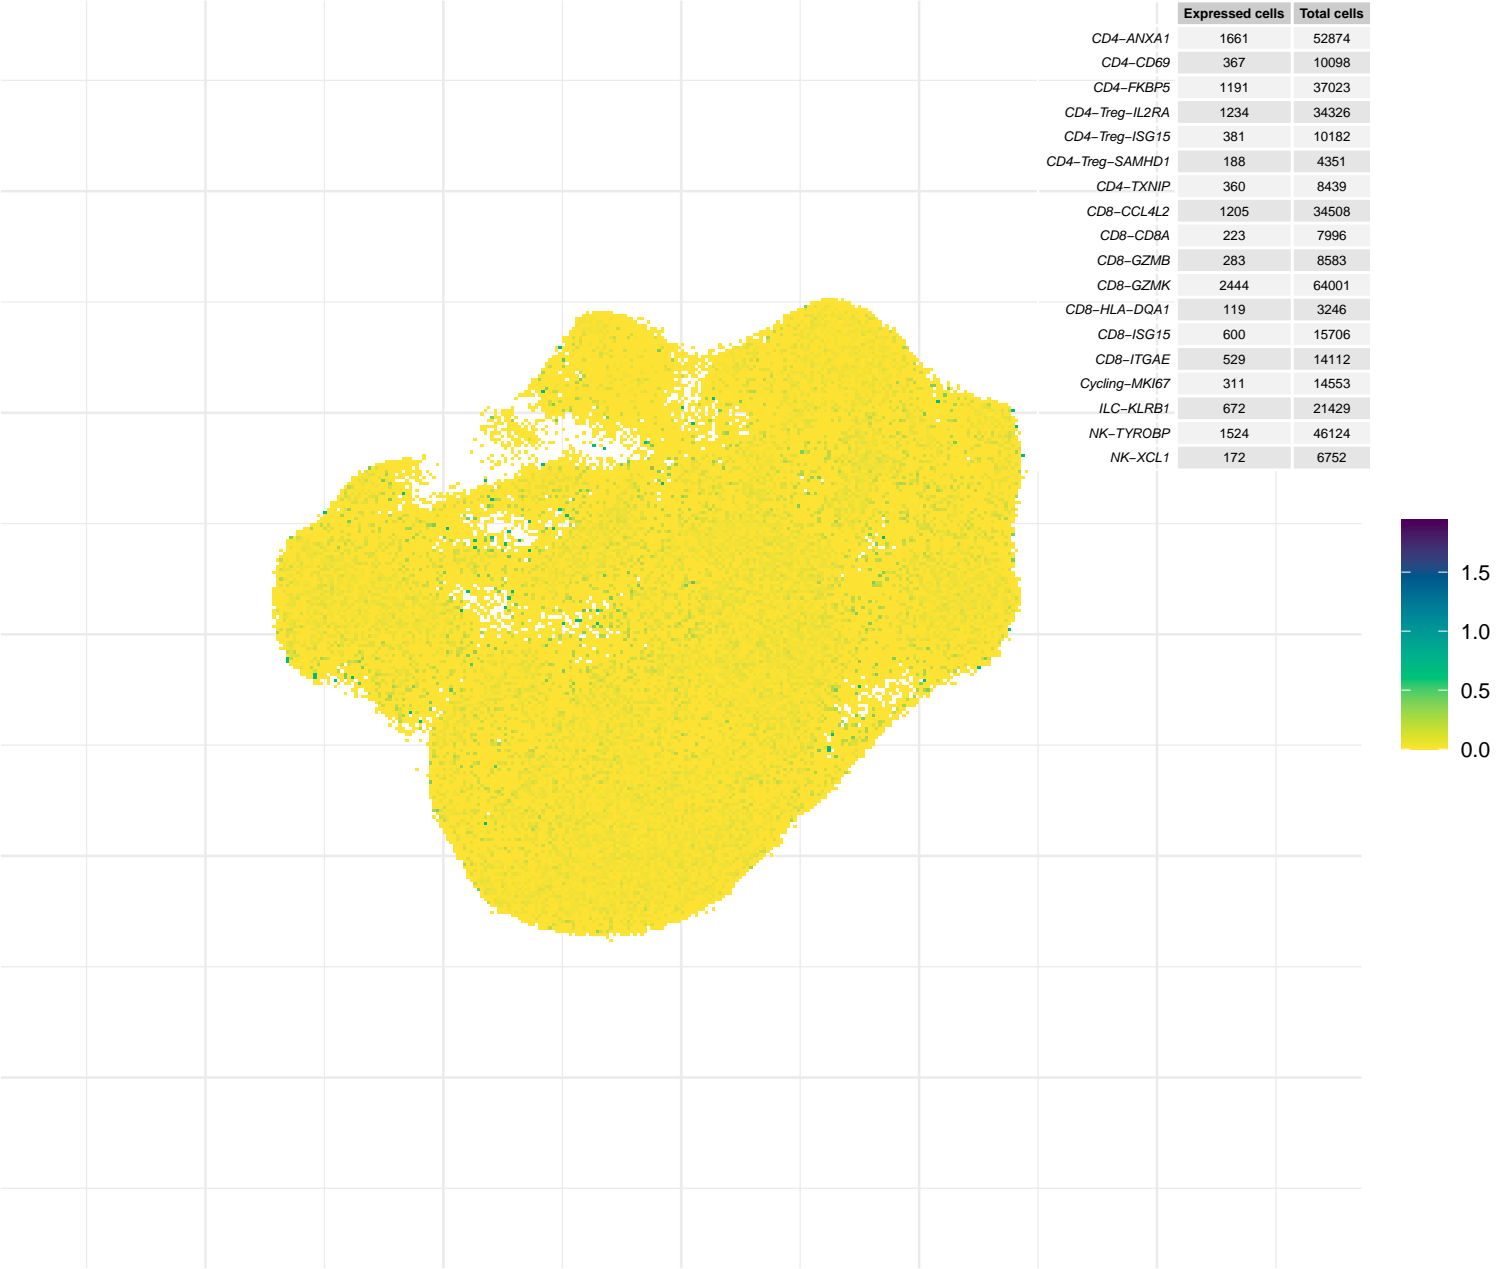 Expressed cells Total cells
CD4−ANXA1 1661 52874
CD4−CD69 367 10098
CD4−FKBP5 1191 37023
CD4−Treg−IL2RA 1234 34326
CD4−Treg−ISG15 381 10182
CD4−Treg−SAMHD1 188 4351
CD4−TXNIP 360 8439
CD8−CCL4L2 1205 34508
CD8−CD8A 223 7996
CD8−GZMB 283 8583
CD8−GZMK 2444 64001
CD8−HLA−DQA1 119 3246
CD8−ISG15 600 15706
CD8−ITGAE 529 14112
Cycling−MKI67 311 14553
ILC−KLRB1 672 21429
NK−TYROBP 1524 46124
NK−XCL1 172 6752
1.5
1.0
0.5
0.0